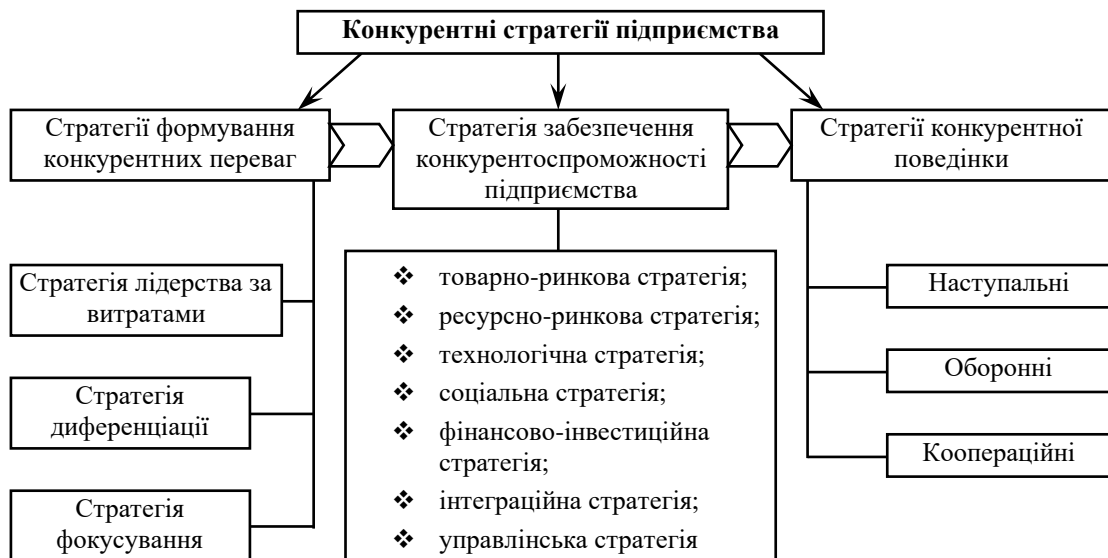 Конкурентні стратегії підприємства
Стратегії формування
конкурентних переваг
Стратегія забезпечення
конкурентоспроможності
підприємства
Стратегії конкурентної
поведінки
Стратегія лідерства за
витратами
Стратегія
диференціації
Стратегія
фокусування
❖ товарно-ринкова стратегія;
❖ ресурсно-ринкова стратегія;
❖ технологічна стратегія;
❖ соціальна стратегія;
❖ фінансово-інвестиційна
стратегія;
❖ інтеграційна стратегія;
❖ управлінська стратегія
Наступальні
Оборонні
Коопераційні